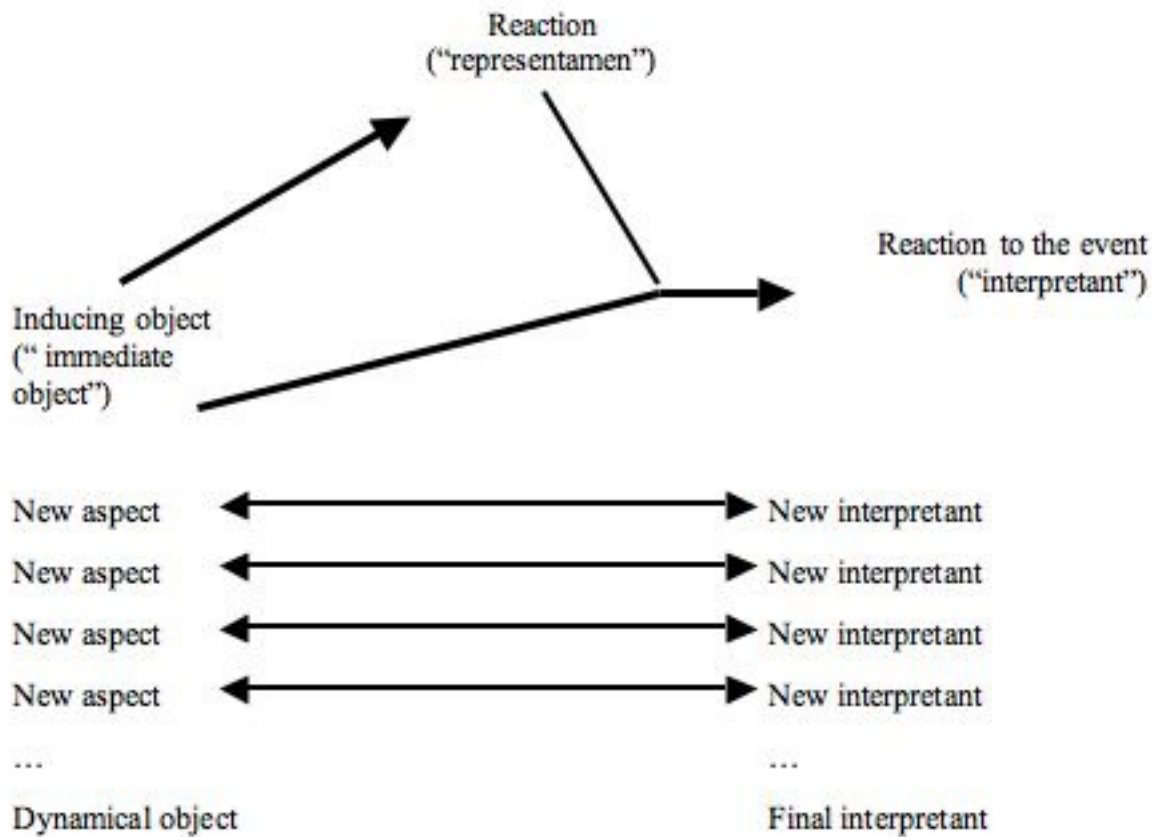 Reaction
(“representamen”)
Reaction to the event
(“interpretant”)
Inducing object
(“ immediate
object”)
New aspect New interpretant
New aspect New interpretant
New aspect New interpretant
New aspect New interpretant
… …
Dynamical object Final interpretant